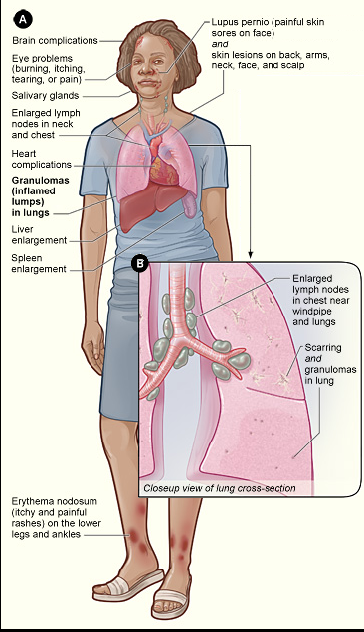 A
Brain complications
Eye problems
(burning, itching,
tearing, or pain)
Salivary glands
Enlarged lymph
nodes in neck
and chest
Heart
complications
Granulomas
(inflamed
lumps)
in lungs
Liver
enlargement
Spleen
enlargement
Lupus pernio (painful skin
sores on face)
and
skin lesions on back, arms,
neck, face, and scalp
B
Enlarged
lymph nodes
in chest near
windpipe
and lungs
Scarring
and
granulomas
in lung
Closeup view of lung cross-section
Erythema nodosum
(itchy and painful
rashes) on the lower
legs and ankles